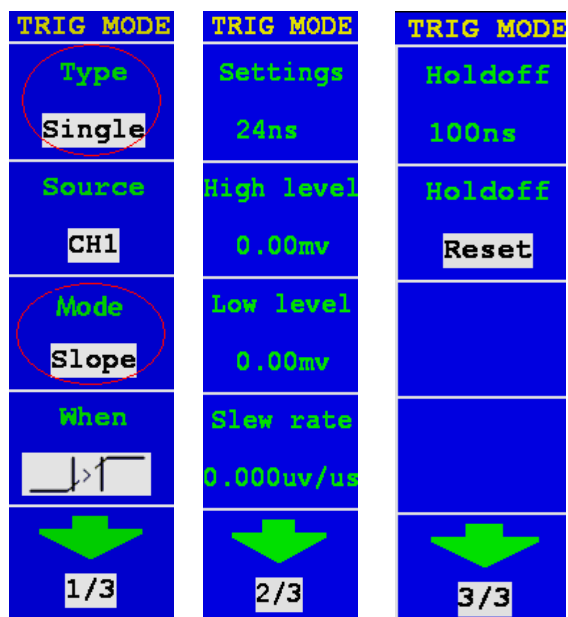 TRIG MODE
Type
Single
Source
CH1
Mode
Slope
When
>
1/3
TRIG MODE
Settings
24ns
High level
0.00mv
Low level
0.00mv
Slew rate
0.000uv/us
2/3
TRIG MODE
Holdoff
100ns
Holdoff
Reset
3/3